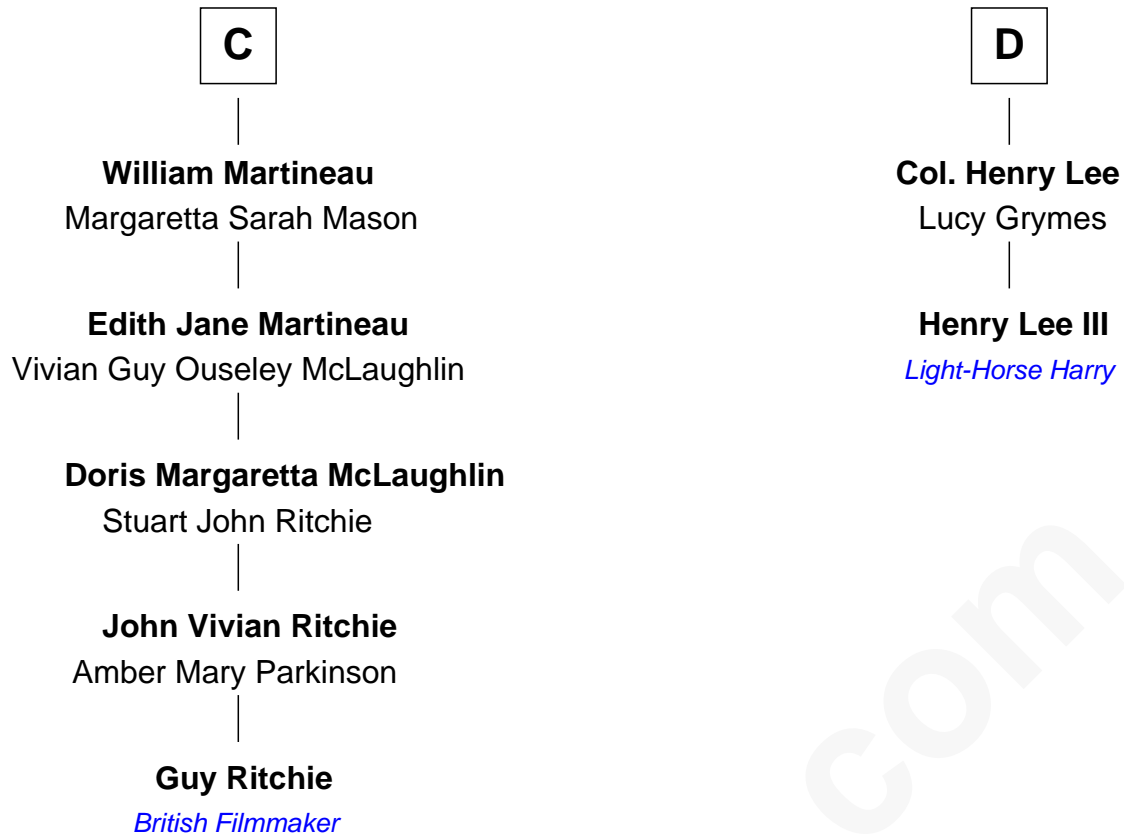 C
William Martineau
Margaretta Sarah Mason
Edith Jane Martineau
Vivian Guy Ouseley McLaughlin
Doris Margaretta McLaughlin
Stuart John Ritchie
John Vivian Ritchie
Amber Mary Parkinson
Guy Ritchie
British Filmmaker
D
Col. Henry Lee
Lucy Grymes
Henry Lee III
Light-Horse Harry
com